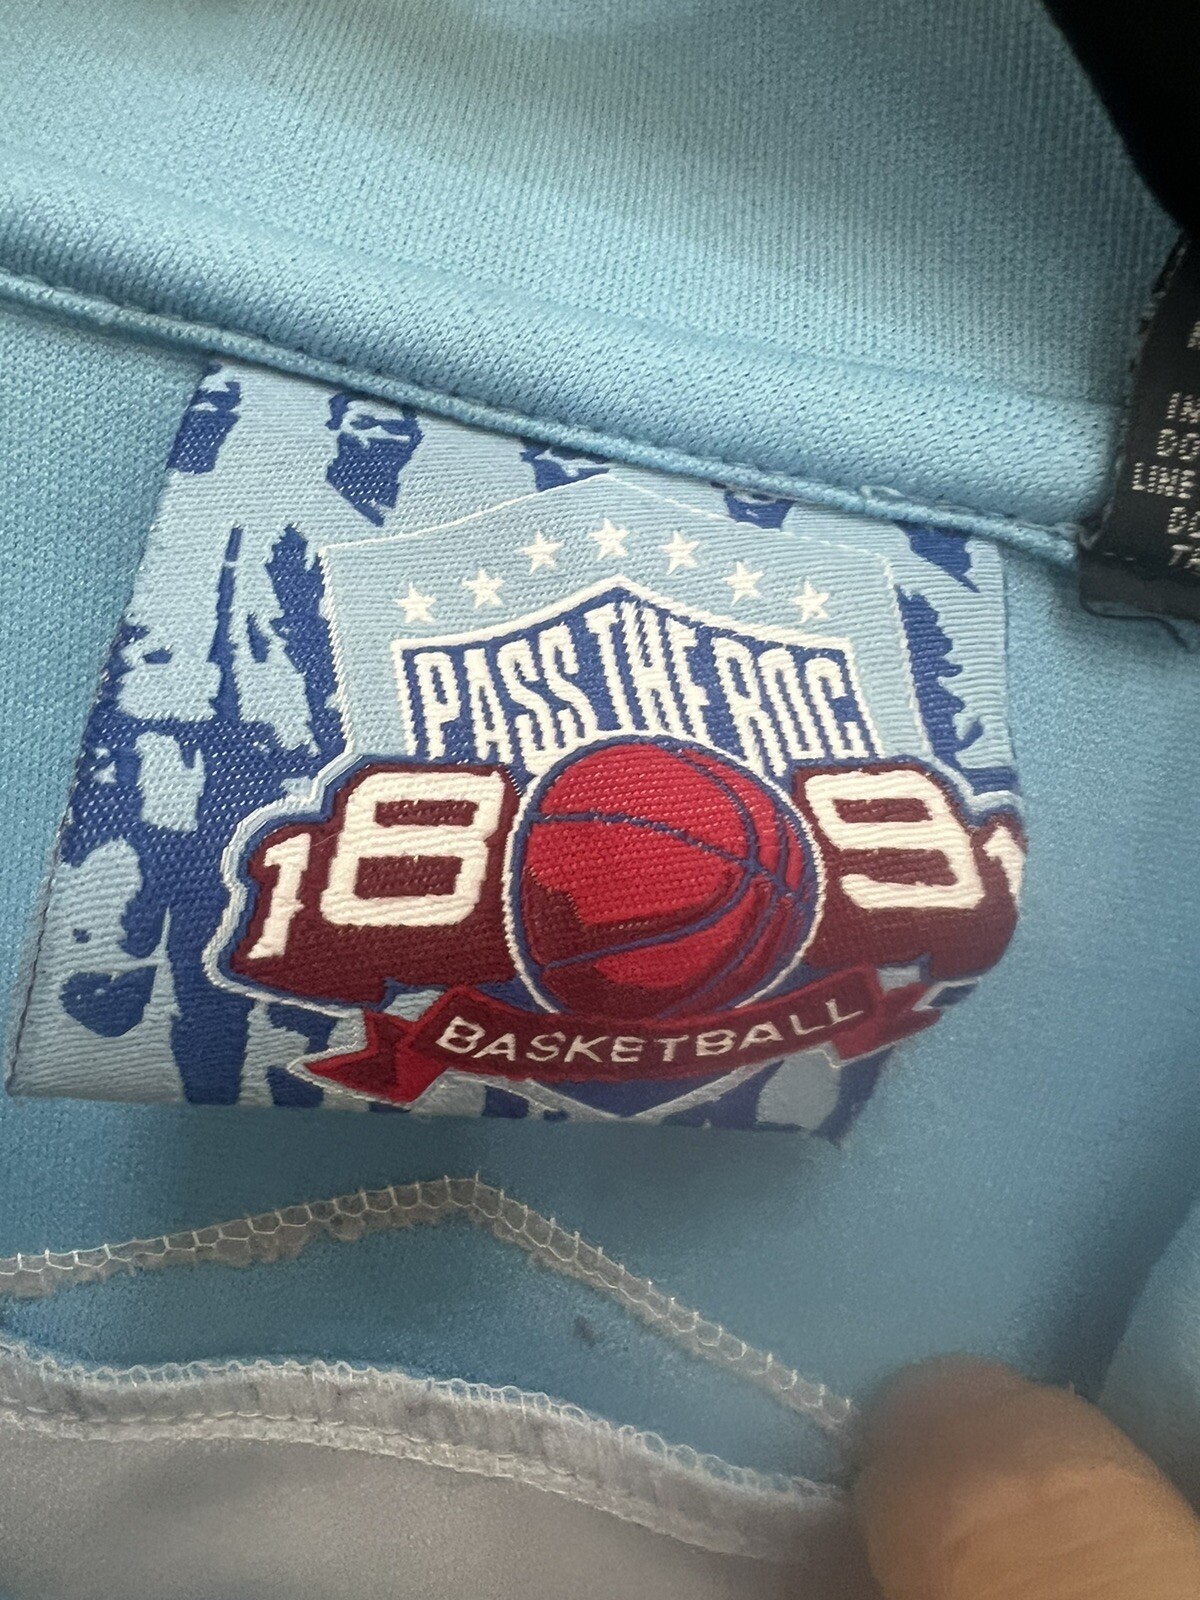 PASS THE ROC
1891
BASKETBALL